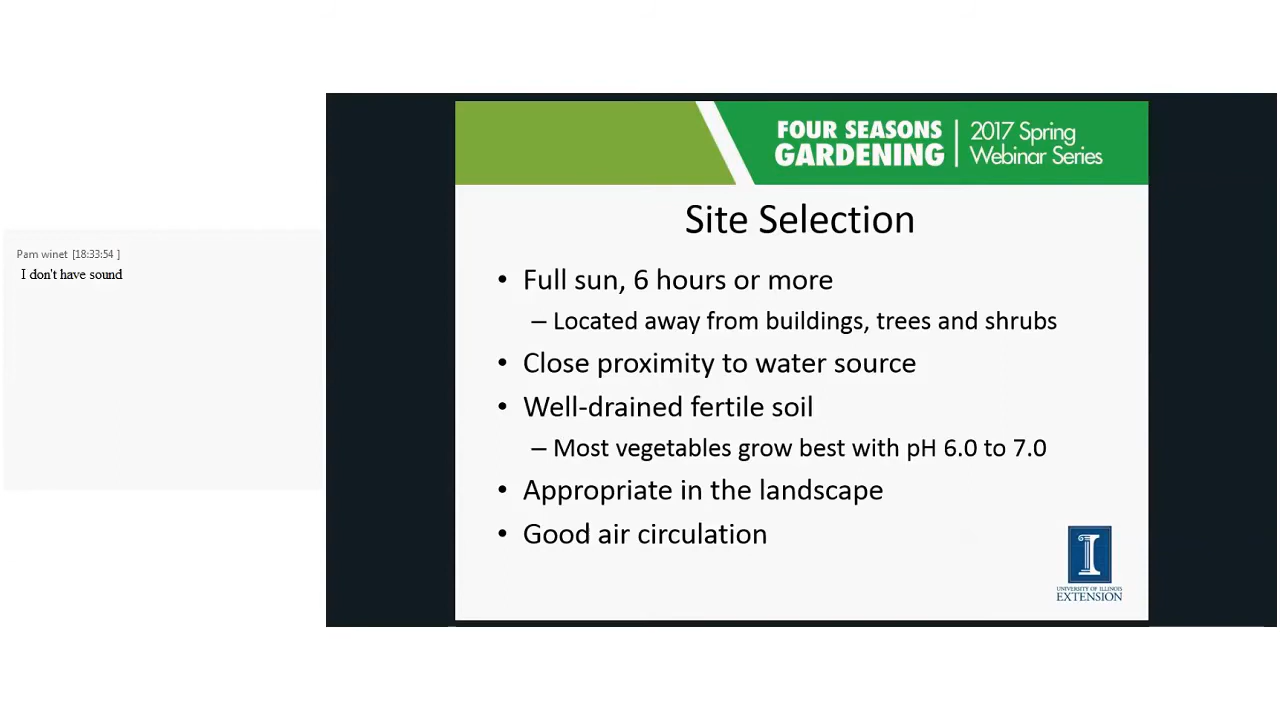 Pam winet [18:33:54 ]
I don't have sound
FOUR SEASONS
GARDENING
2017 Spring
Webinar Series
Site Selection
• Full sun, 6 hours or more
– Located away from buildings, trees and shrubs
• Close proximity to water source
• Well-drained fertile soil
– Most vegetables grow best with pH 6.0 to 7.0
• Appropriate in the landscape
• Good air circulation
I
UNIVERSITY OF ILLINOIS
EXTENSION